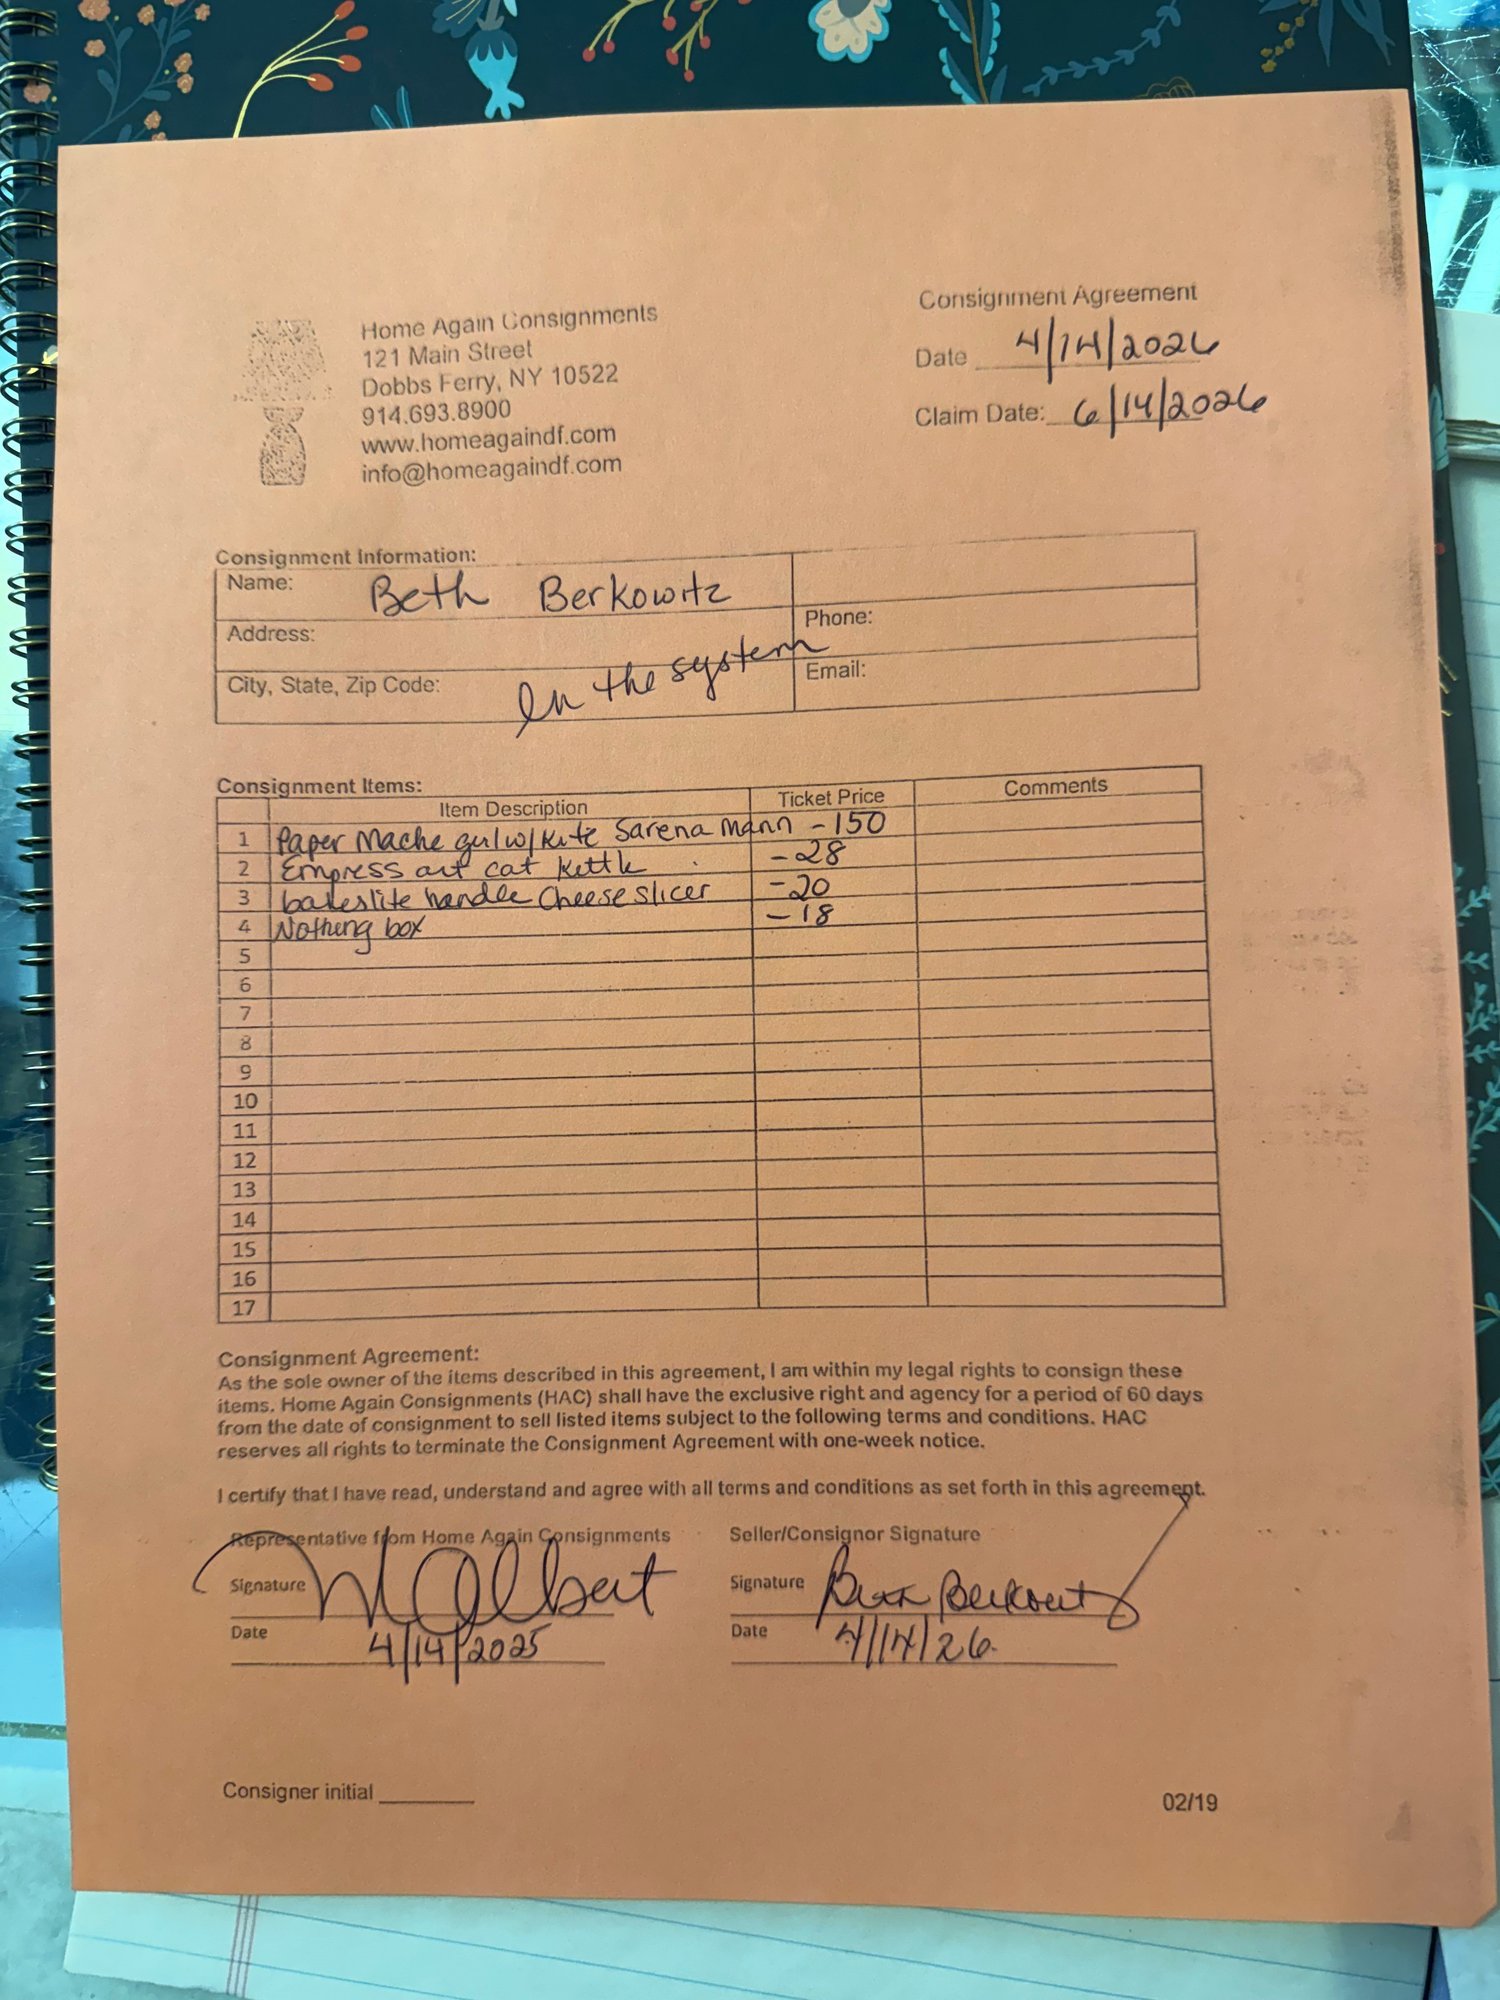 Home Again Consignments
121 Main Street
Dobbs Ferry, NY 10522
914.693.8900
www.homeagaindf.com
info@homeagaindf.com
Consignment Agreement
Date 4/14/2026
Claim Date: 6/14/2026
Consignment Information:
Name: Beth Berkowitz
Address:
Phone:
City, State, Zip Code: In the system
Email:
Consignment Items:
Item Description Ticket Price Comments
1 Paper Mache girl w/ Kite Sarena Mann - 150
2 Empress art cat Kettle - 28
3 bakeslite handle Cheese slicer - 20
4 Nothing box - 18
5
6
7
8
9
10
11
12
13
14
15
16
17
Consignment Agreement:
As the sole owner of the items described in this agreement, I am within my legal rights to consign these
items. Home Again Consignments (HAC) shall have the exclusive right and agency for a period of 60 days
from the date of consignment to sell listed items subject to the following terms and conditions. HAC
reserves all rights to terminate the Consignment Agreement with one-week notice.
I certify that I have read, understand and agree with all terms and conditions as set forth in this agreement.
Representative from Home Again Consignments
Signature Albert
Date 4/14/2025
Seller/Consignor Signature
Signature Beth Berkowitz
Date 4/14/26
Consigner initial
02/19